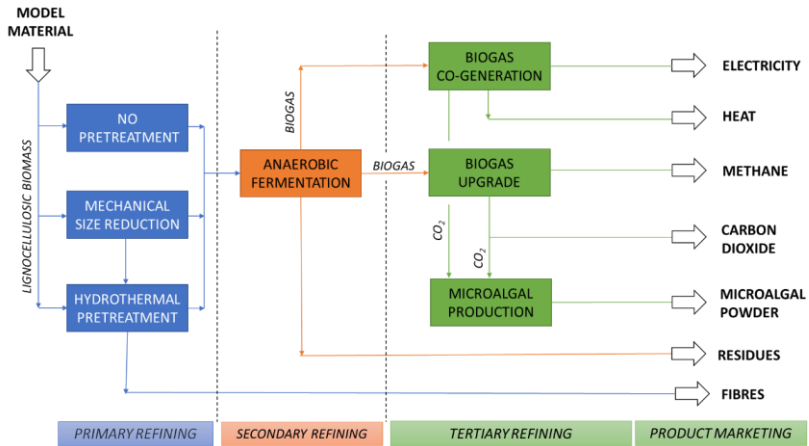 MODEL
MATERIAL
LIGNOCELLULOSIC BIOMASS
NO
PRETREATMENT
MECHANICAL
SIZE REDUCTION
HYDROTHERMAL
PRETREATMENT
ANAEROBIC
FERMENTATION
BIOGAS
BIOGAS
BIOGAS
CO-GENERATION
BIOGAS
UPGRADE
CO2
CO2
MICROALGAL
PRODUCTION
ELECTRICITY
HEAT
METHANE
CARBON
DIOXIDE
MICROALGAL
POWDER
RESIDUES
FIBRES
PRIMARY REFINING
SECONDARY REFINING
TERTIARY REFINING
PRODUCT MARKETING